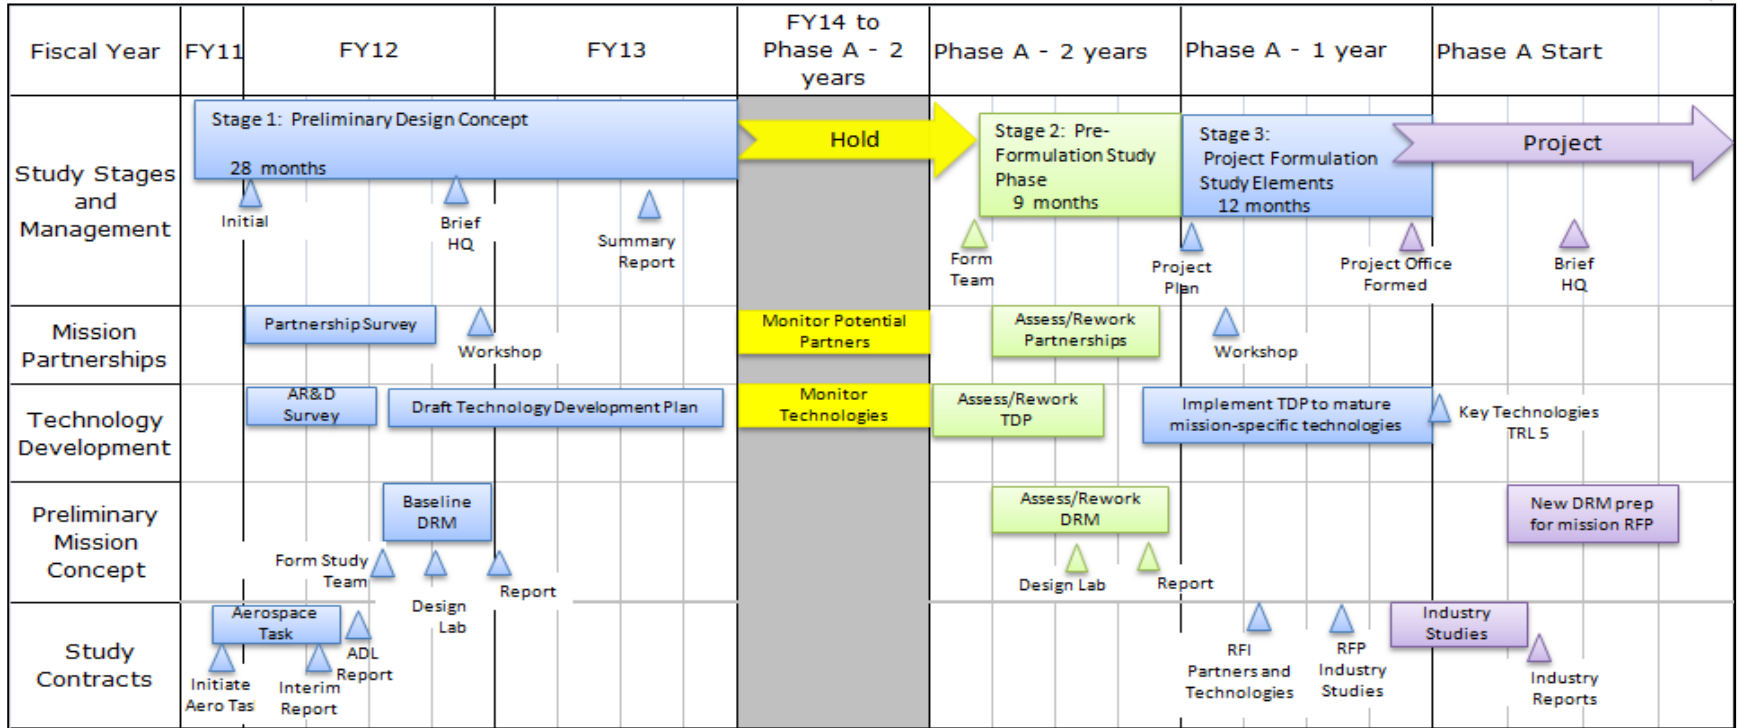 Fiscal Year
FY11
FY12
FY13
FY14 to
Phase A - 2
years
Phase A - 2 years
Phase A - 1 year
Phase A Start
Study Stages
and
Management
Stage 1: Preliminary Design Concept
28 months
Initial
Brief
HQ
Summary
Report
Hold
Stage 2: Pre-
Formulation Study
Phase
9 months
Form
Team
Stage 3:
Project Formulation
Study Elements
12 months
Project
Plan
Project Office
Formed
Project
Brief
HQ
Mission
Partnerships
Partnership Survey
Workshop
Monitor Potential
Partners
Assess/Rework
Partnerships
Workshop
Technology
Development
AR&D
Survey
Draft Technology Development Plan
Monitor
Technologies
Assess/Rework
TDP
Implement TDP to mature
mission-specific technologies
Key Technologies
TRL 5
Preliminary
Mission
Concept
Baseline
DRM
Form Study
Team
Design
Lab
Report
Assess/Rework
DRM
Design Lab
Report
New DRM prep
for mission RFP
Study
Contracts
Aerospace
Task
Initiate
Aero Tas
Interim
Report
ADL
Report
RFI
Partners and
Technologies
RFP
Industry
Studies
Industry
Studies
Industry
Reports